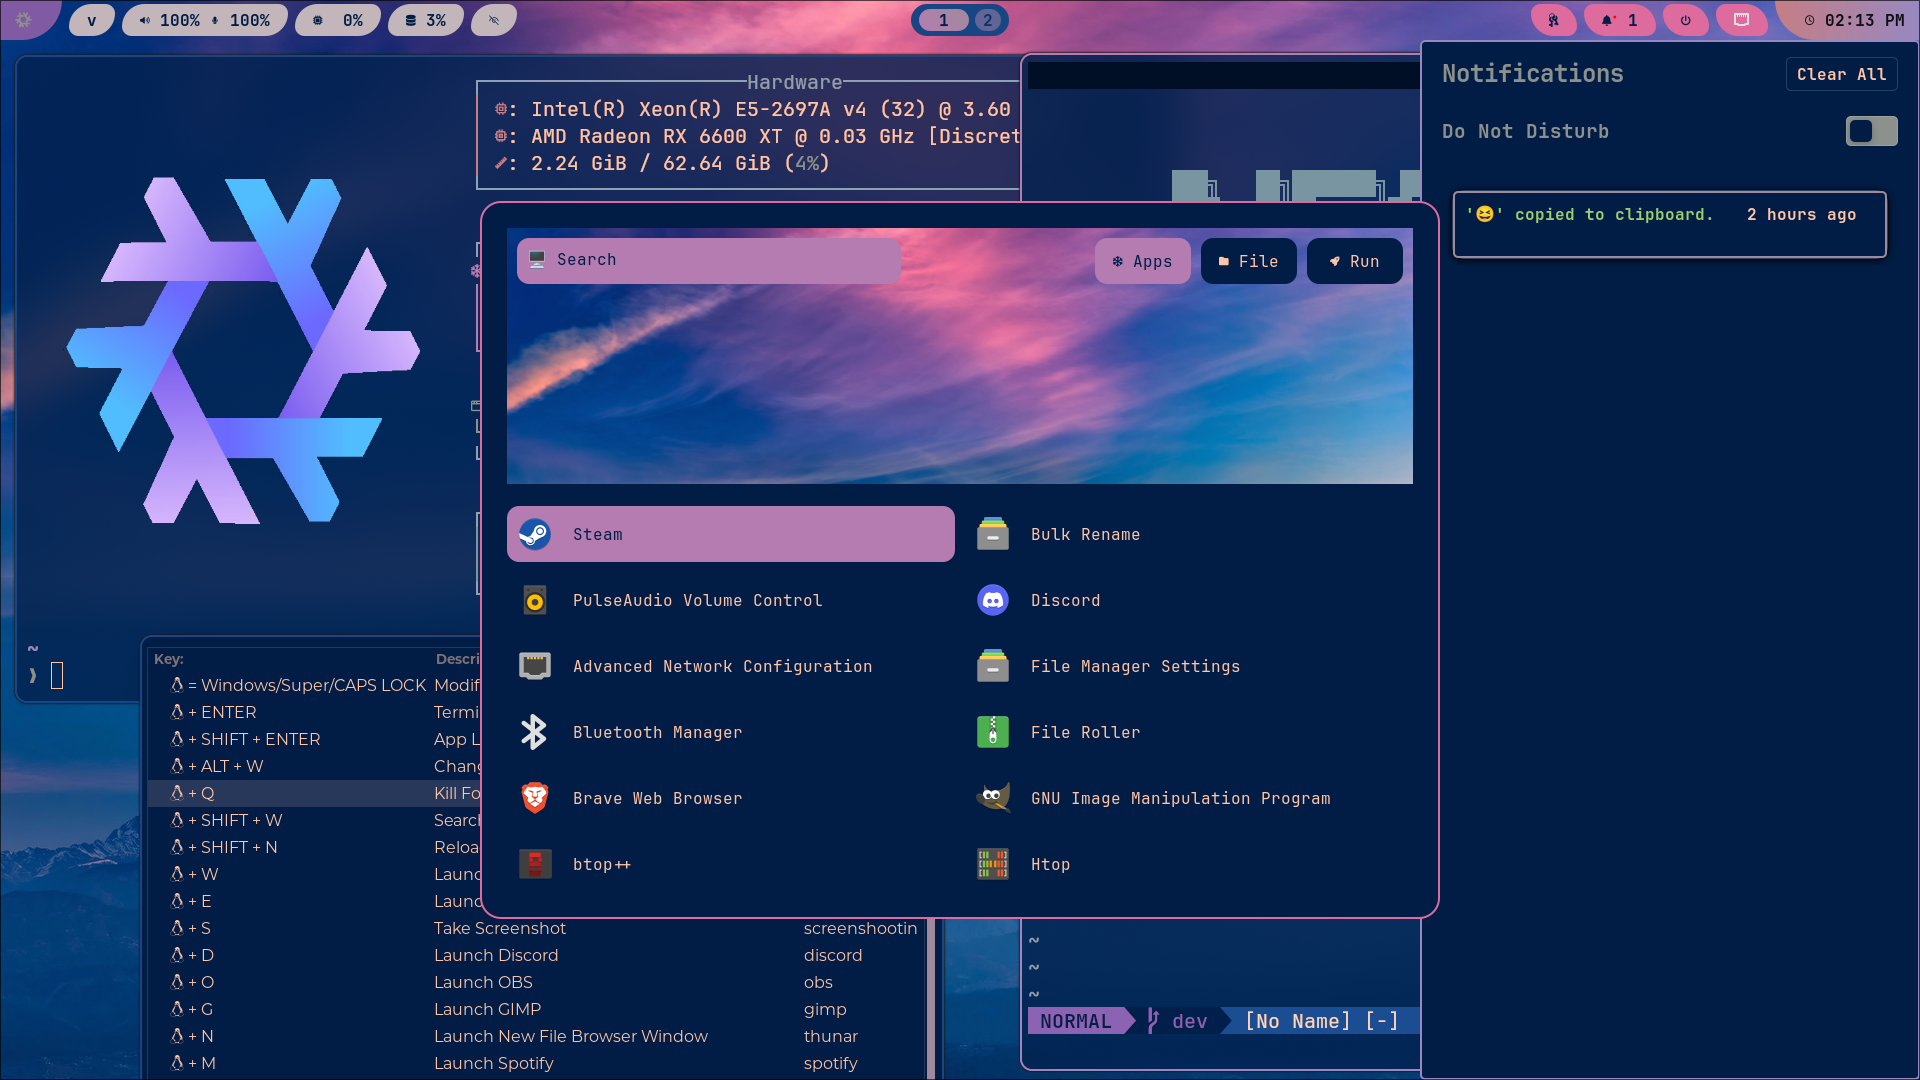 v
100% 100%
0%
3%
1 2
1
02:13 PM
Hardware
: Intel(R) Xeon(R) E5-2697A v4 (32) @ 3.60
: AMD Radeon RX 6600 XT @ 0.03 GHz [Discret
: 2.24 GiB / 62.64 GiB (4%)
~
❯
Notifications
Clear All
Do Not Disturb
'😆' copied to clipboard. 2 hours ago
Search
Apps
File
Run
Steam
Bulk Rename
PulseAudio Volume Control
Discord
Advanced Network Configuration
File Manager Settings
Bluetooth Manager
File Roller
Brave Web Browser
GNU Image Manipulation Program
btop++
Htop
Key: Descri
= Windows/Super/CAPS LOCK Modif
+ ENTER Termi
+ SHIFT + ENTER App L
+ ALT + W Chang
+ Q Kill Fo
+ SHIFT + W Search
+ SHIFT + N Reloa
+ W Launc
+ E Launc
+ S Take Screenshot screenshootin
+ D Launch Discord discord
+ O Launch OBS obs
+ G Launch GIMP gimp
+ N Launch New File Browser Window thunar
+ M Launch Spotify spotify
~
~
~
NORMAL dev [No Name] [-]